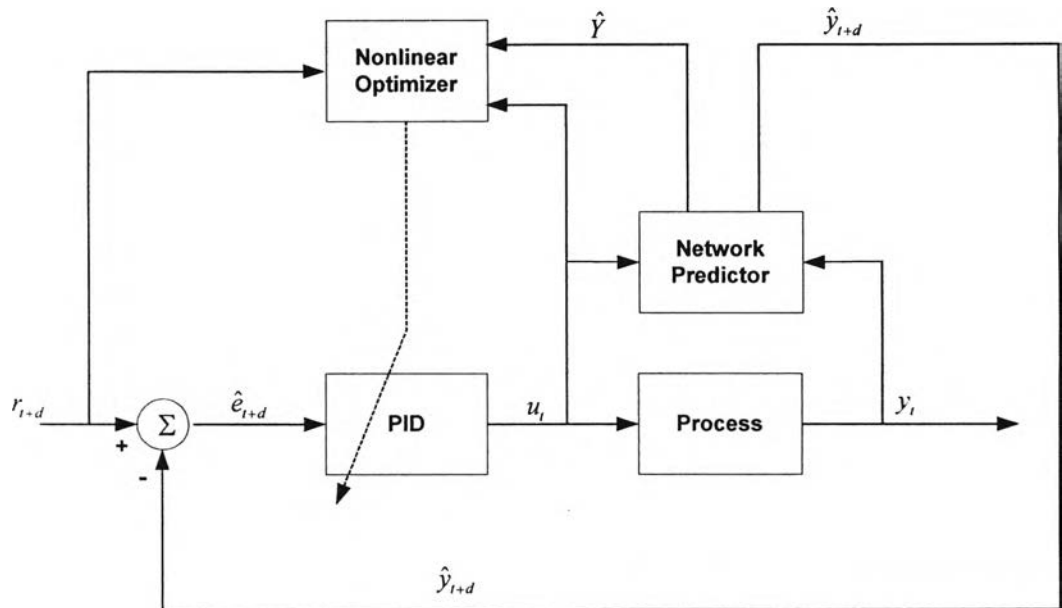 Ŷ
ŷ_{t+d}
Nonlinear
Optimizer
Network
Predictor
r_{t+d}
+
Σ
-
ê_{t+d}
PID
u_t
Process
y_t
ŷ_{t+d}